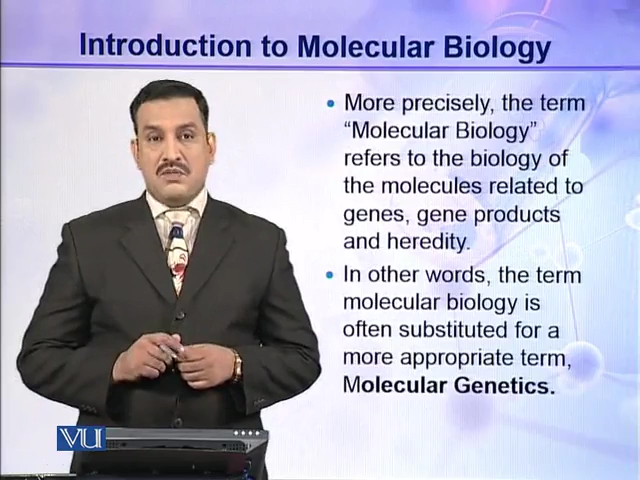 Introduction to Molecular Biology
• More precisely, the term
“Molecular Biology”
refers to the biology of
the molecules related to
genes, gene products
and heredity.
• In other words, the term
molecular biology is
often substituted for a
more appropriate term,
Molecular Genetics.
VU